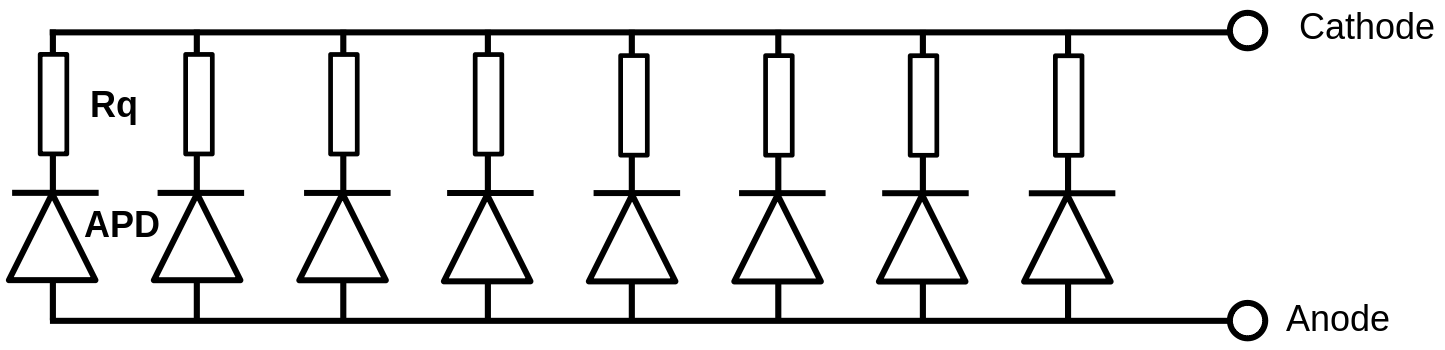 Cathode
Rq
APD
Anode